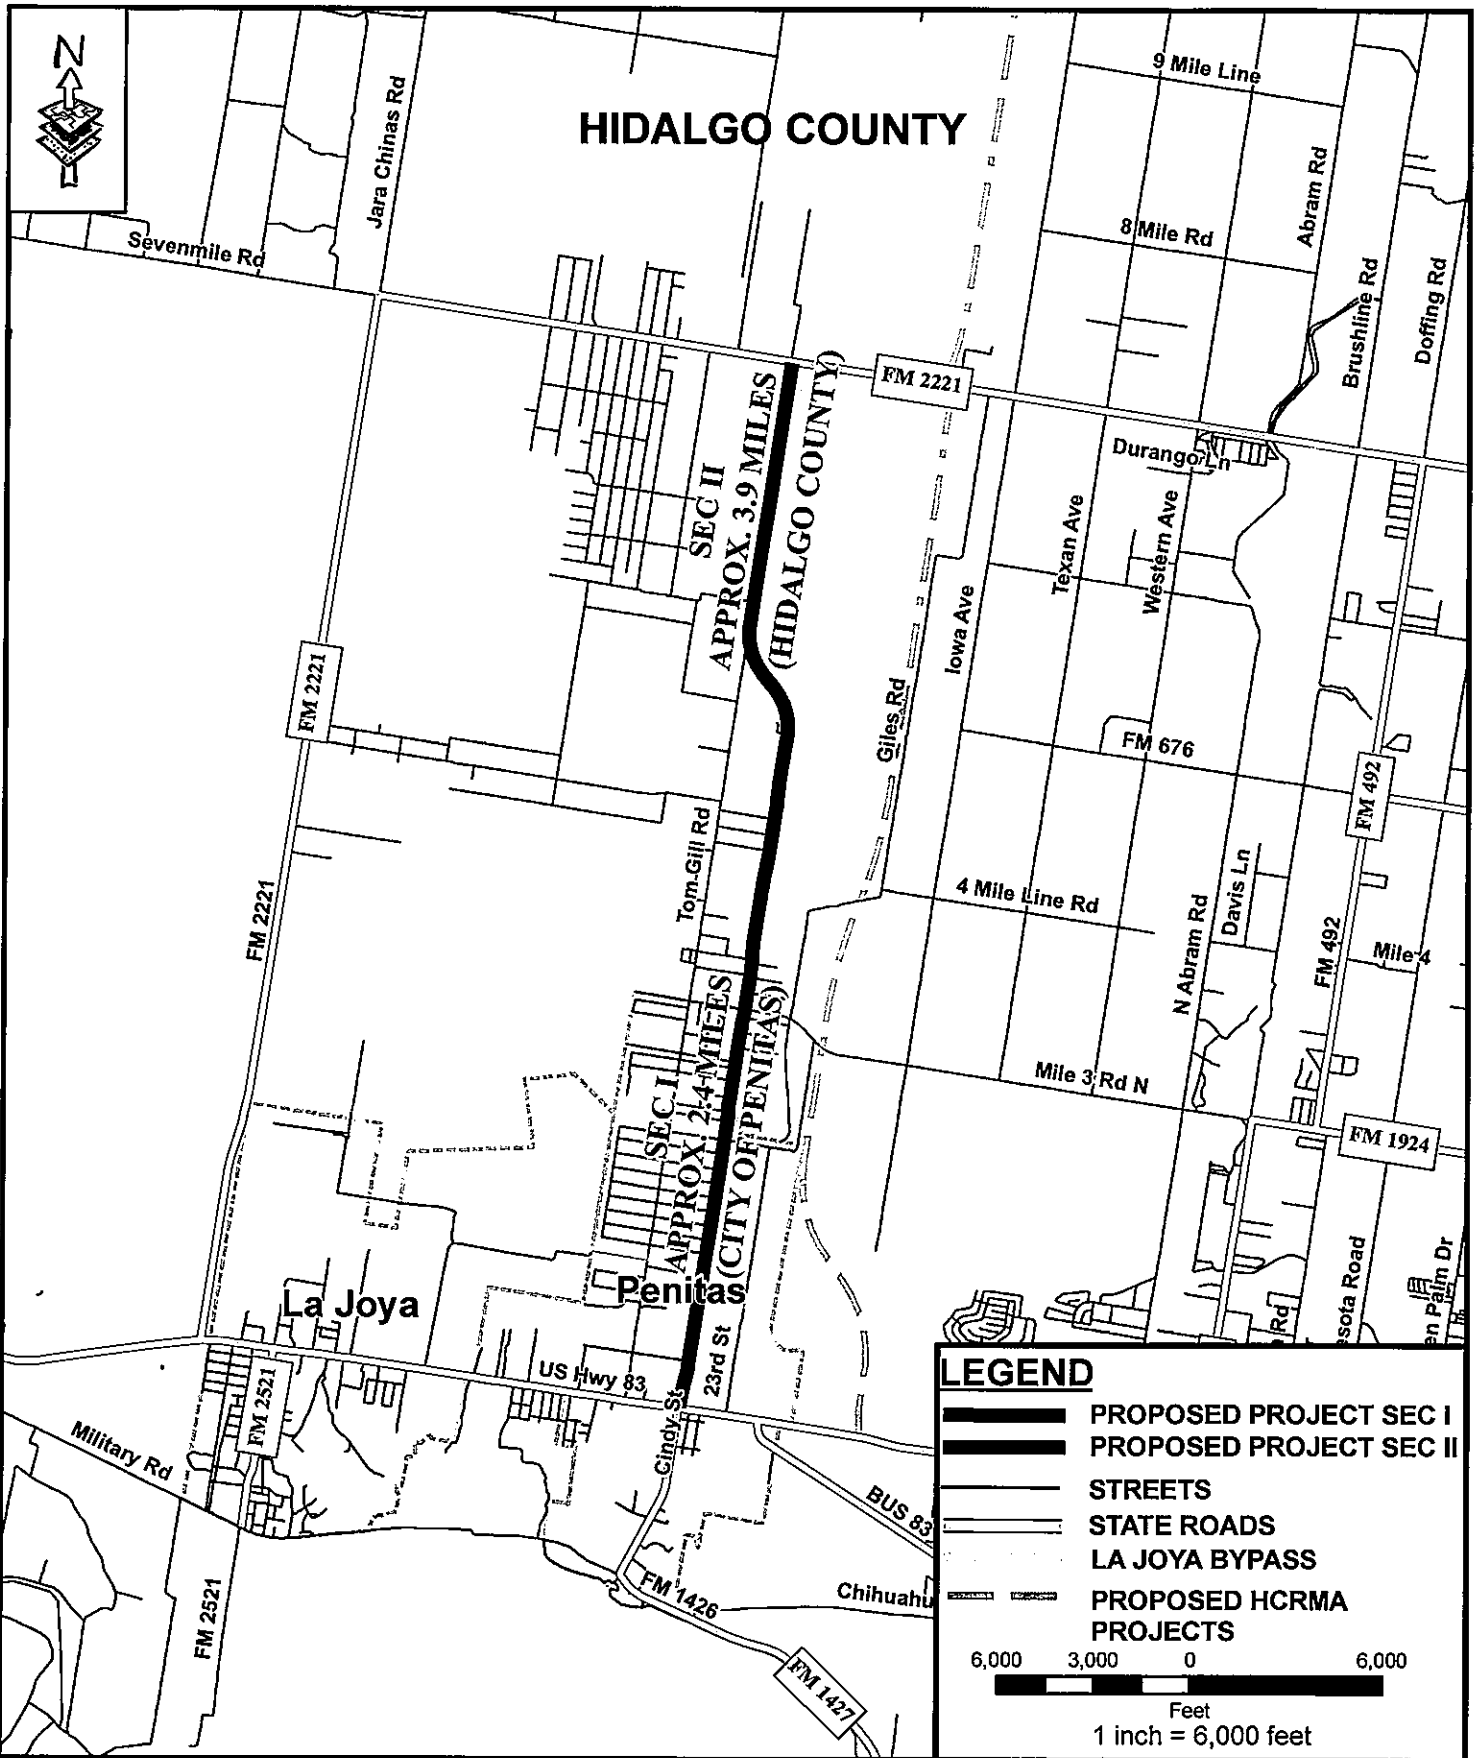 N
HIDALGO COUNTY
9 Mile Line
Jara Chinas Rd
Abram Rd
8 Mile Rd
Sevenmile Rd
Brushline Rd
Doffing Rd
FM 2221
SEC II
APPROX. 3.9 MILES
(HIDALGO COUNTY)
Durango Ln
Texan Ave
Western Ave
Iowa Ave
FM 2221
Giles Rd
FM 676
FM 492
Tom Gill Rd
4 Mile Line Rd
Davis Ln
N Abram Rd
FM 2221
FM 492
Mile 4
SEC I
APPROX. 2.4 MILES
(CITY OF PENITAS)
Mile 3 Rd N
FM 1924
La Joya
Penitas
Rd
esota Road
en Palm Dr
US Hwy 83
23rd St
Cindy St
FM 2521
Military Rd
BUS 83
FM 1426
Chihuahu
FM 2521
FM 1427
LEGEND
PROPOSED PROJECT SEC I
PROPOSED PROJECT SEC II
STREETS
STATE ROADS
LA JOYA BYPASS
PROPOSED HCRMA
PROJECTS
6,000 3,000 0 6,000
Feet
1 inch = 6,000 feet